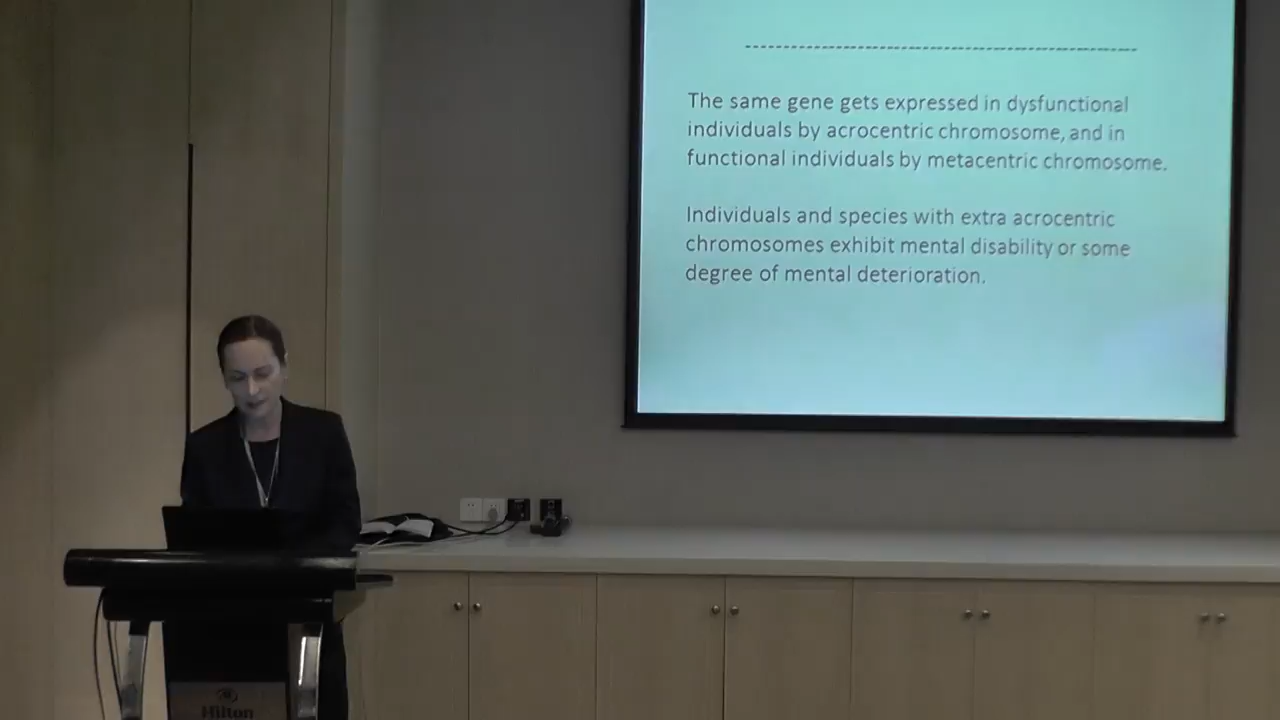 -------------------------------------------------
The same gene gets expressed in dysfunctional
individuals by acrocentric chromosome, and in
functional individuals by metacentric chromosome.
Individuals and species with extra acrocentric
chromosomes exhibit mental disability or some
degree of mental deterioration.
Hilton